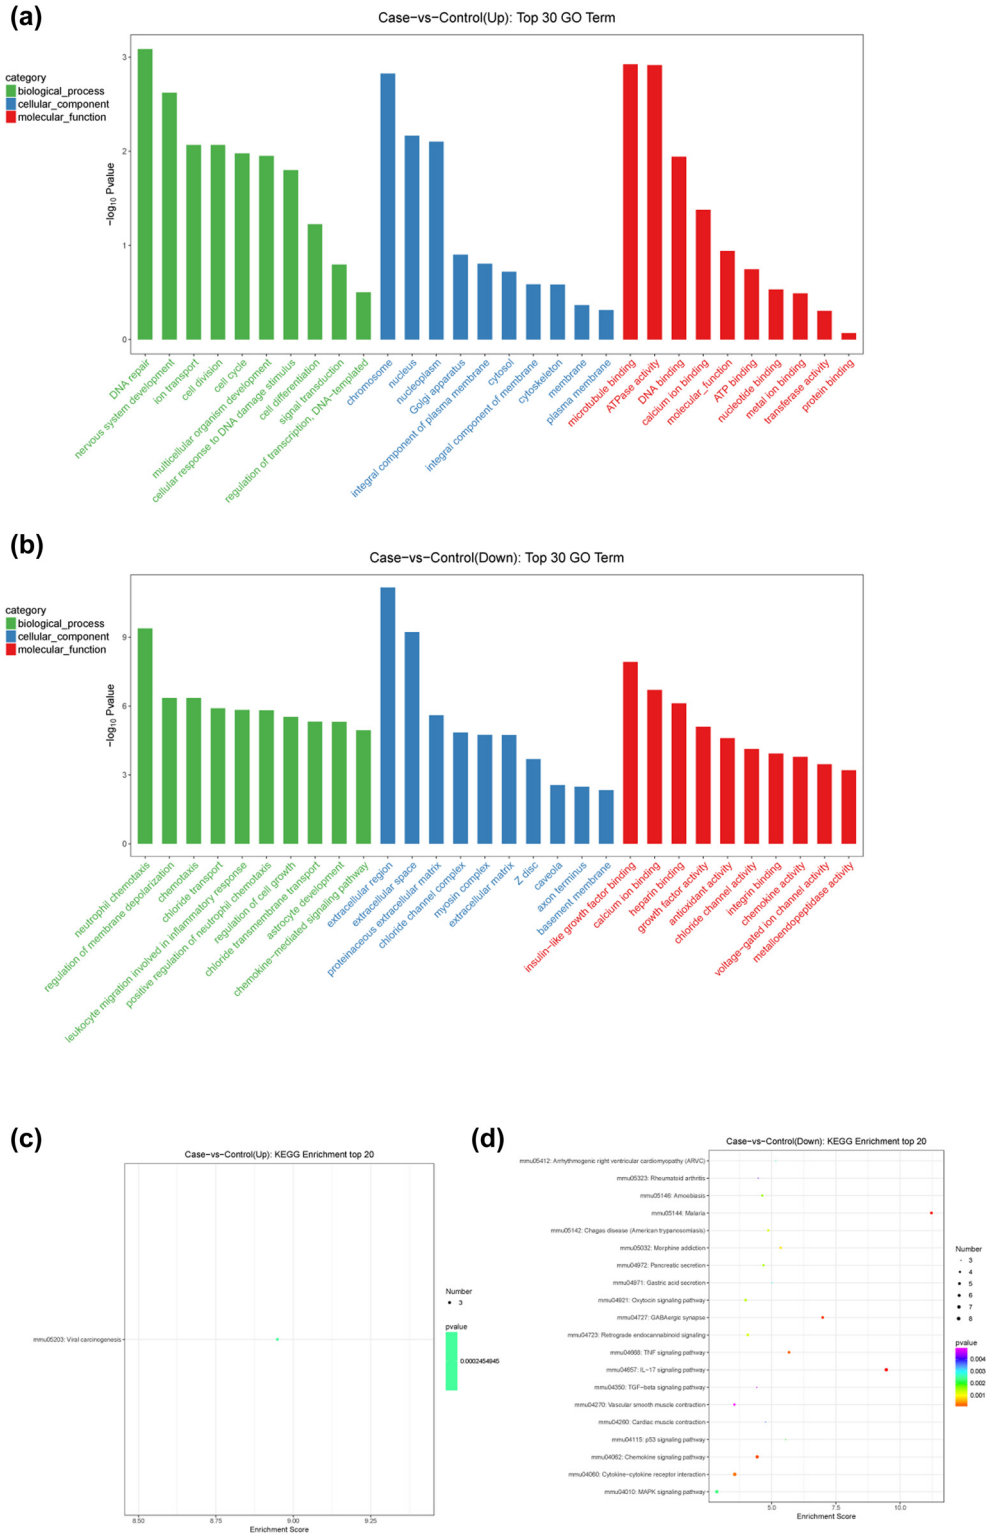 (a)
Case-vs-Control(Up): Top 30 GO Term
category
biological_process
cellular_component
molecular_function
-log10 Pvalue
3
2
1
0
DNA repair
nervous system development
ion transport
cell division
cell cycle
multicellular organism development
cellular response to DNA damage stimulus
cell differentiation
signal transduction
regulation of transcription, DNA-templated
chromosome
nucleus
nucleoplasm
Golgi apparatus
integral component of plasma membrane
cytosol
integral component of membrane
cytoskeleton
membrane
plasma membrane
microtubule binding
ATPase activity
DNA binding
calcium ion binding
molecular_function
ATP binding
nucleotide binding
metal ion binding
transferase activity
protein binding
(b)
Case-vs-Control(Down): Top 30 GO Term
category
biological_process
cellular_component
molecular_function
-log10 Pvalue
9
6
3
0
neutrophil chemotaxis
regulation of membrane depolarization
chemotaxis
chloride transport
leukocyte migration involved in inflammatory response
positive regulation of neutrophil chemotaxis
regulation of cell growth
chloride transmembrane transport
astrocyte development
chemokine-mediated signaling pathway
extracellular region
extracellular space
proteinaceous extracellular matrix
chloride channel complex
myosin complex
extracellular matrix
Z disc
caveola
axon terminus
basement membrane
insulin-like growth factor binding
calcium ion binding
heparin binding
growth factor activity
antioxidant activity
chloride channel activity
integrin binding
chemokine activity
voltage-gated ion channel activity
metalloendopeptidase activity
(c)
Case-vs-Control(Up): KEGG Enrichment top 20
mmu05203: Viral carcinogenesis
8.50
8.75
9.00
9.25
Enrichment Score
Number
3
pvalue
0.0002454945
(d)
Case-vs-Control(Down): KEGG Enrichment top 20
mmu05412: Arrhythmogenic right ventricular cardiomyopathy (ARVC)
mmu05323: Rheumatoid arthritis
mmu05146: Amoebiasis
mmu05144: Malaria
mmu05142: Chagas disease (American trypanosomiasis)
mmu05032: Morphine addiction
mmu04972: Pancreatic secretion
mmu04971: Gastric acid secretion
mmu04921: Oxytocin signaling pathway
mmu04727: GABAergic synapse
mmu04723: Retrograde endocannabinoid signaling
mmu04668: TNF signaling pathway
mmu04657: IL-17 signaling pathway
mmu04350: TGF-beta signaling pathway
mmu04270: Vascular smooth muscle contraction
mmu04260: Cardiac muscle contraction
mmu04115: p53 signaling pathway
mmu04062: Chemokine signaling pathway
mmu04060: Cytokine-cytokine receptor interaction
mmu04010: MAPK signaling pathway
5.0
7.5
10.0
Enrichment Score
Number
3
4
5
6
7
8
pvalue
0.004
0.003
0.002
0.001